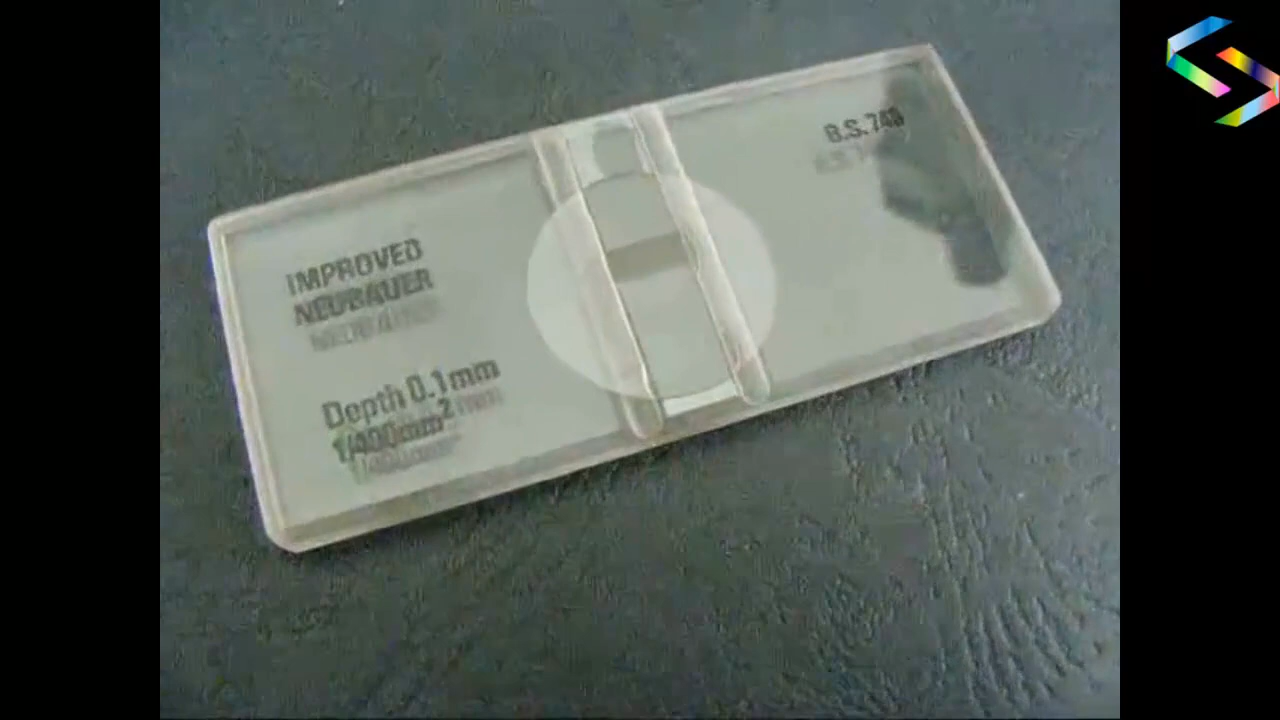 IMPROVED
NEUBAUER
Depth 0.1mm
1/400mm²
B.S.748